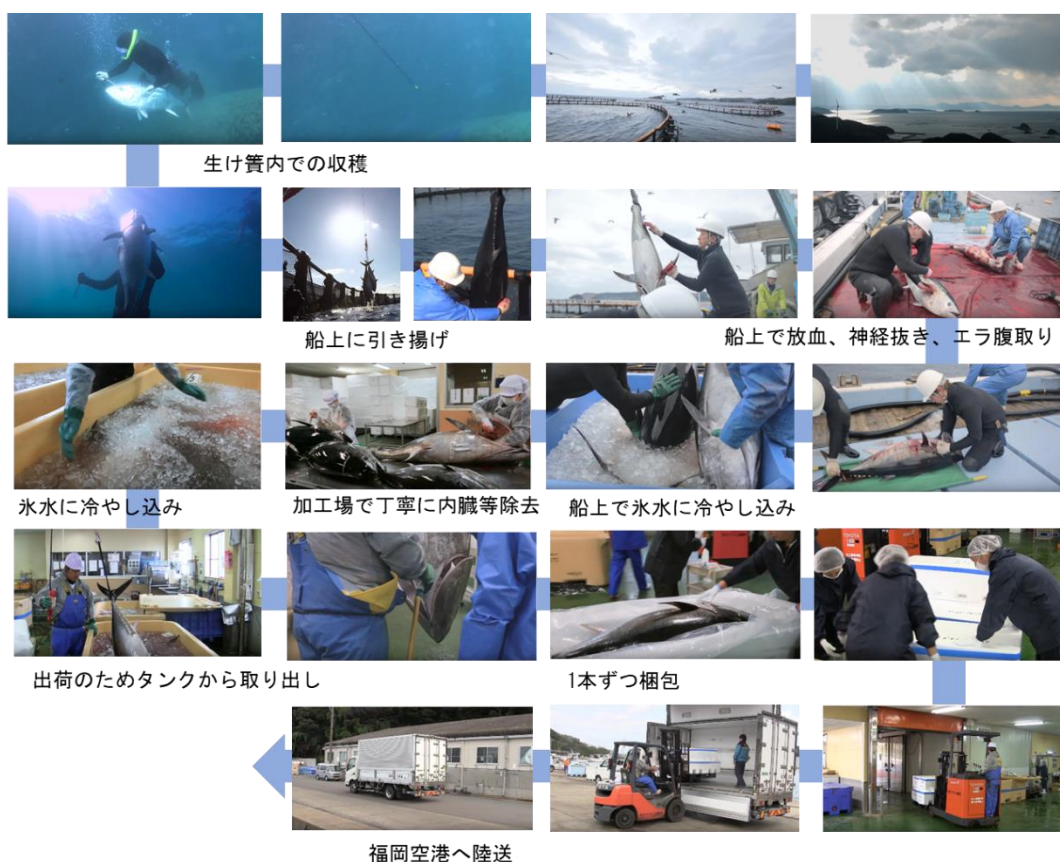 生け簀内での収穫
船上に引き揚げ
船上で放血、神経抜き、エラ腹取り
氷水に冷やし込み
加工場で丁寧に内臓等除去
船上で氷水に冷やし込み
TOYOTA
出荷のためタンクから取り出し
1本ずつ梱包
福岡空港へ陸送